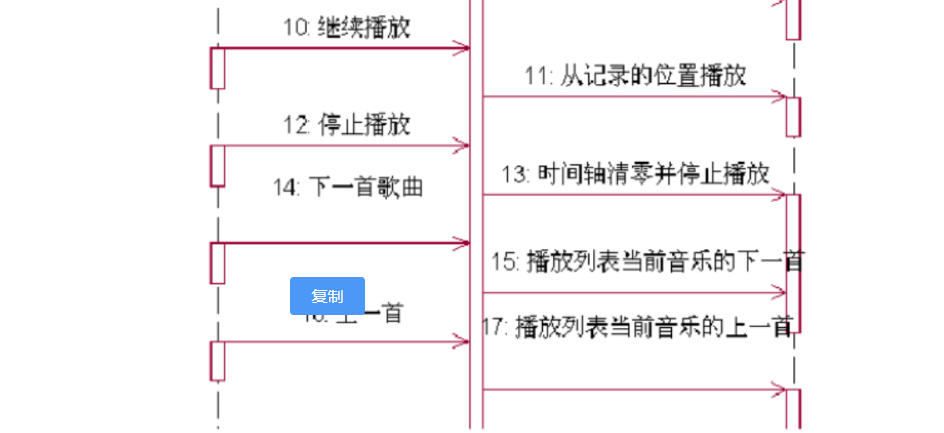 10: 继续播放
11: 从记录的位置播放
12: 停止播放
13: 时间轴清零并停止播放
14: 下一首歌曲
15: 播放列表当前音乐的下一首
复制
一首
17: 播放列表当前音乐的上一首